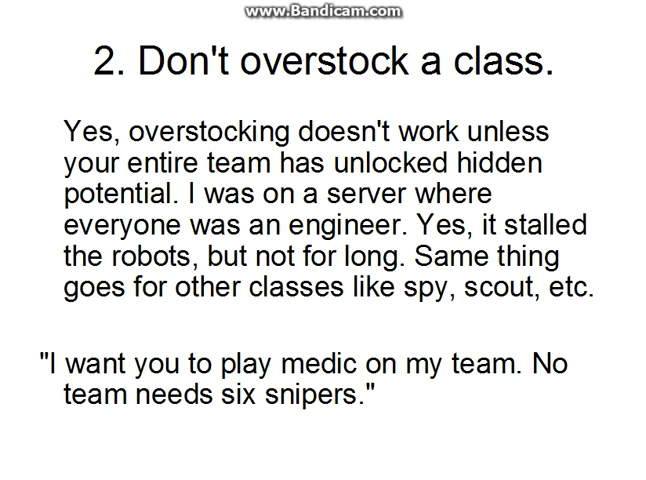 www.Bandicam.com
2. Don't overstock a class.
Yes, overstocking doesn't work unless
your entire team has unlocked hidden
potential. I was on a server where
everyone was an engineer. Yes, it stalled
the robots, but not for long. Same thing
goes for other classes like spy, scout, etc.
"I want you to play medic on my team. No
team needs six snipers."